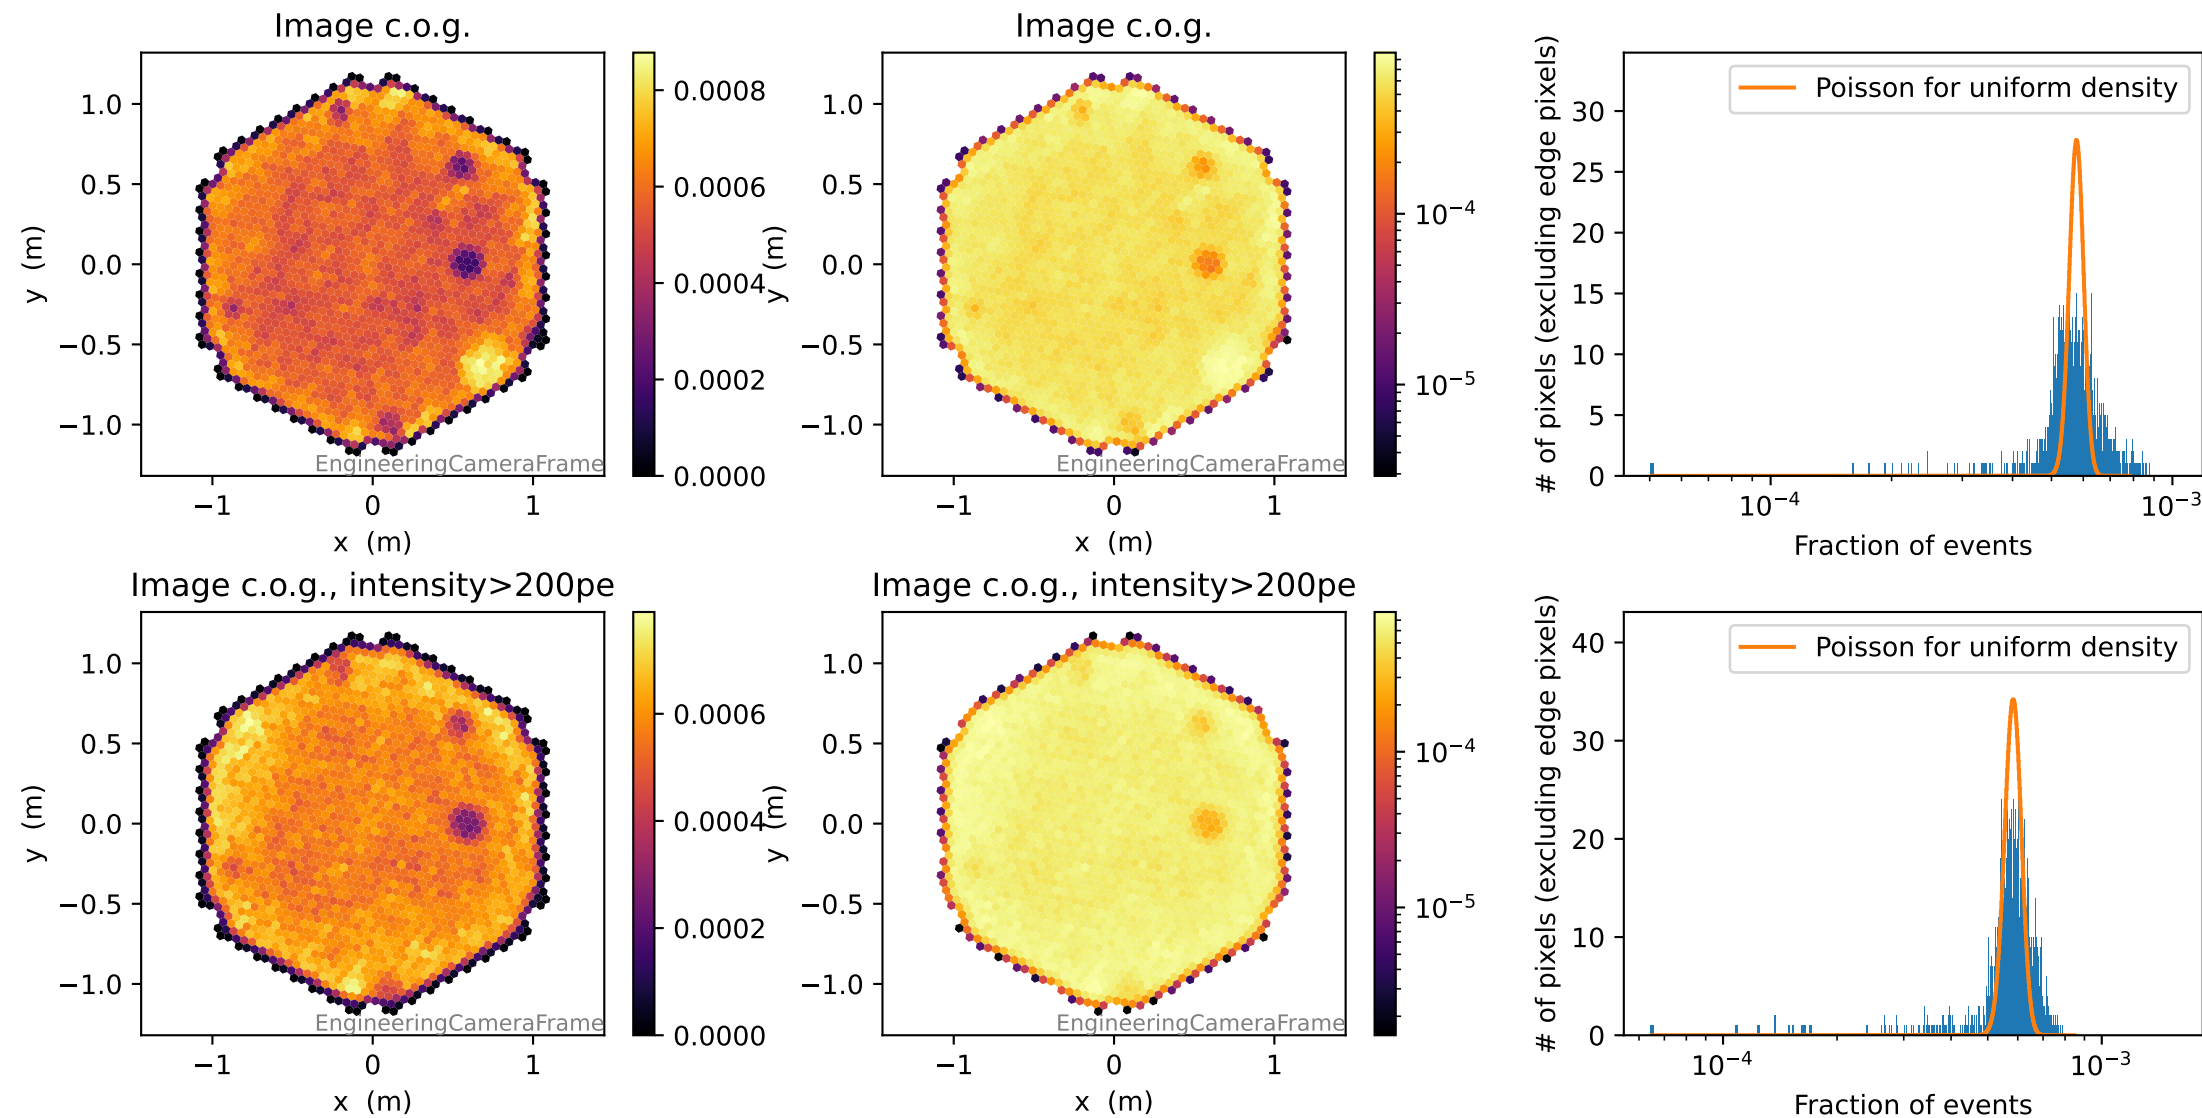 Image c.o.g.
1.0
0.5
0.0
−0.5
−1.0
y (m)
−1
0
1
x (m)
EngineeringCameraFrame
0.0008
0.0006
0.0004
0.0002
0.0000
Image c.o.g.
1.0
0.5
0.0
−0.5
−1.0
y (m)
−1
0
1
x (m)
EngineeringCameraFrame
10⁻⁴
10⁻⁵
# of pixels (excluding edge pixels)
30
25
20
15
10
5
0
Poisson for uniform density
10⁻⁴
10⁻³
Fraction of events
Image c.o.g., intensity>200pe
1.0
0.5
0.0
−0.5
−1.0
y (m)
−1
0
1
x (m)
EngineeringCameraFrame
0.0006
0.0004
0.0002
0.0000
Image c.o.g., intensity>200pe
1.0
0.5
0.0
−0.5
−1.0
y (m)
−1
0
1
x (m)
EngineeringCameraFrame
10⁻⁴
10⁻⁵
# of pixels (excluding edge pixels)
40
30
20
10
0
Poisson for uniform density
10⁻⁴
10⁻³
Fraction of events